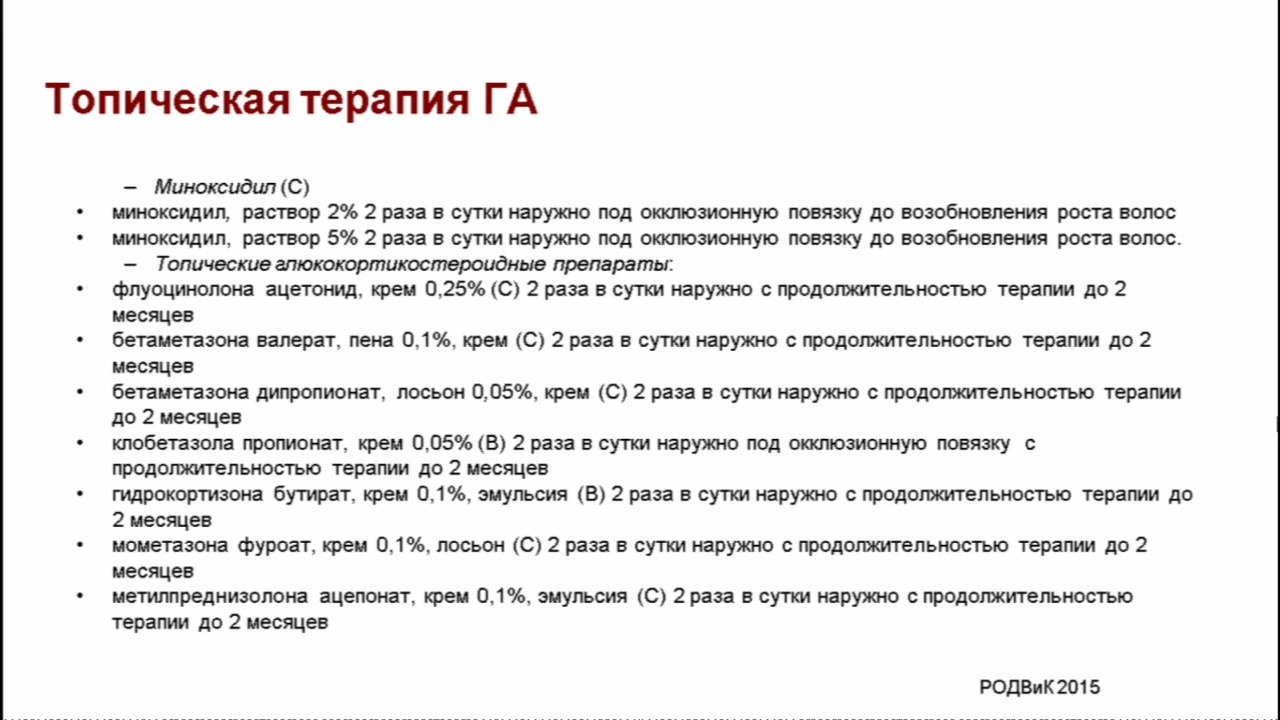 Топическая терапия ГА
– Миноксидил (С)
• миноксидил, раствор 2% 2 раза в сутки наружно под окклюзионную повязку до возобновления роста волос
• миноксидил, раствор 5% 2 раза в сутки наружно под окклюзионную повязку до возобновления роста волос.
– Топические глюкокортикостероидные препараты:
• флуоцинолона ацетонид, крем 0,25% (С) 2 раза в сутки наружно с продолжительностью терапии до 2
месяцев
• бетаметазона валерат, пена 0,1%, крем (С) 2 раза в сутки наружно с продолжительностью терапии до 2
месяцев
• бетаметазона дипропионат, лосьон 0,05%, крем (С) 2 раза в сутки наружно с продолжительностью терапии
до 2 месяцев
• клобетазола пропионат, крем 0,05% (В) 2 раза в сутки наружно под окклюзионную повязку с
продолжительностью терапии до 2 месяцев
• гидрокортизона бутират, крем 0,1%, эмульсия (В) 2 раза в сутки наружно с продолжительностью терапии до
2 месяцев
• мометазона фуроат, крем 0,1%, лосьон (С) 2 раза в сутки наружно с продолжительностью терапии до 2
месяцев
• метилпреднизолона ацепонат, крем 0,1%, эмульсия (С) 2 раза в сутки наружно с продолжительностью
терапии до 2 месяцев
РОДВиК 2015